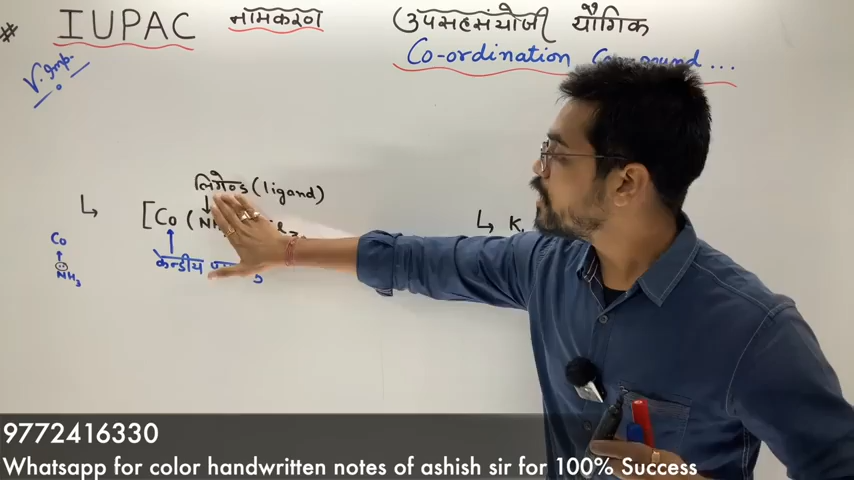 # IUPAC नामकरण (उपसहसंयोजी यौगिक
Co-ordination
V. Imp.
लिगेन्ड (ligand)
↳ [Co (NH
↳ K
Co
↑
NH3
केन्द्रीय
9772416330
Whatsapp for color handwritten notes of ashish sir for 100% Success